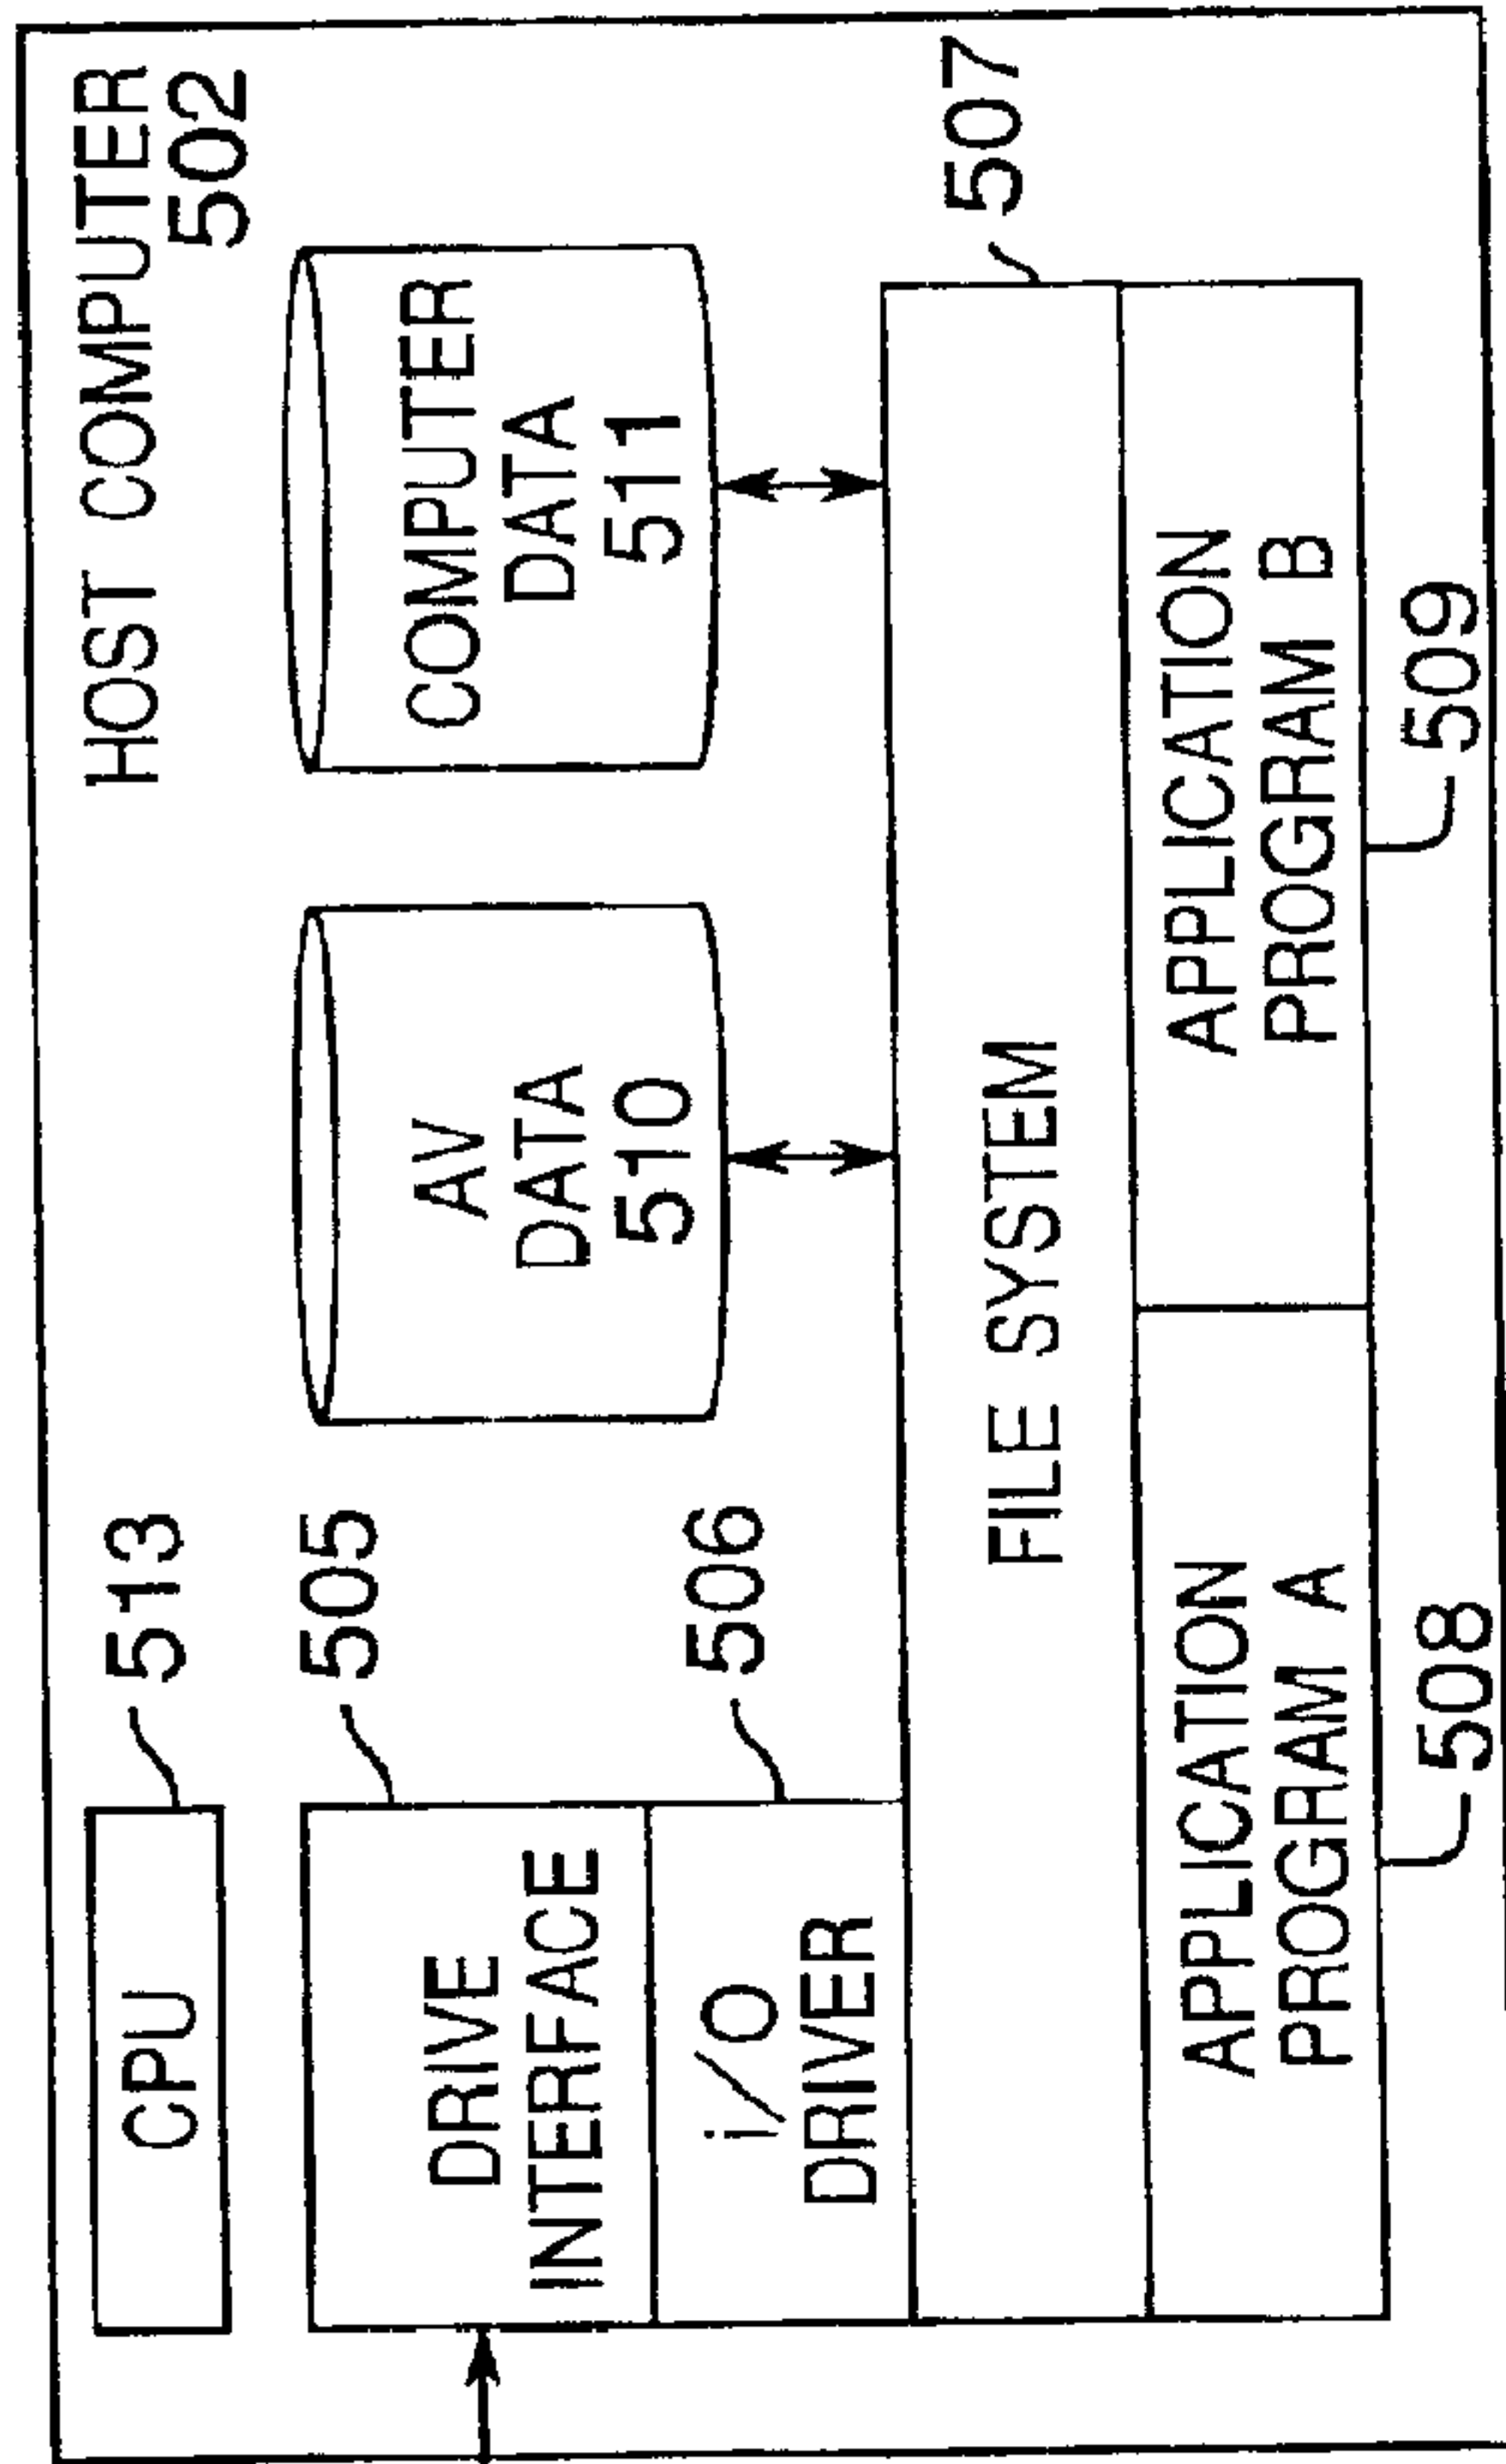 HOST COMPUTER
502
CPU
513
DRIVE
INTERFACE
505
i/O
DRIVER
506
AV
DATA
510
COMPUTER
DATA
511
FILE SYSTEM
507
APPLICATION
PROGRAM A
508
APPLICATION
PROGRAM B
509